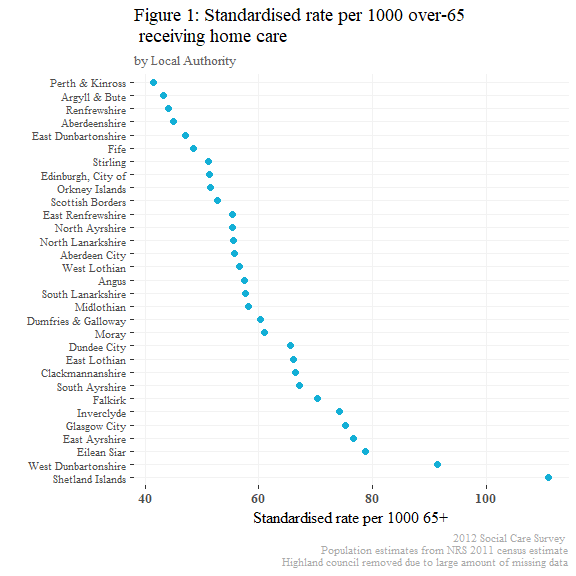 Figure 1: Standardised rate per 1000 over-65
receiving home care
by Local Authority
Perth & Kinross
Argyll & Bute
Renfrewshire
Aberdeenshire
East Dunbartonshire
Fife
Stirling
Edinburgh, City of
Orkney Islands
Scottish Borders
East Renfrewshire
North Ayrshire
North Lanarkshire
Aberdeen City
West Lothian
Angus
South Lanarkshire
Midlothian
Dumfries & Galloway
Moray
Dundee City
East Lothian
Clackmannanshire
South Ayrshire
Falkirk
Inverclyde
Glasgow City
East Ayrshire
Eilean Siar
West Dunbartonshire
Shetland Islands
40 60 80 100
Standardised rate per 1000 65+
2012 Social Care Survey
Population estimates from NRS 2011 census estimate
Highland council removed due to large amount of missing data